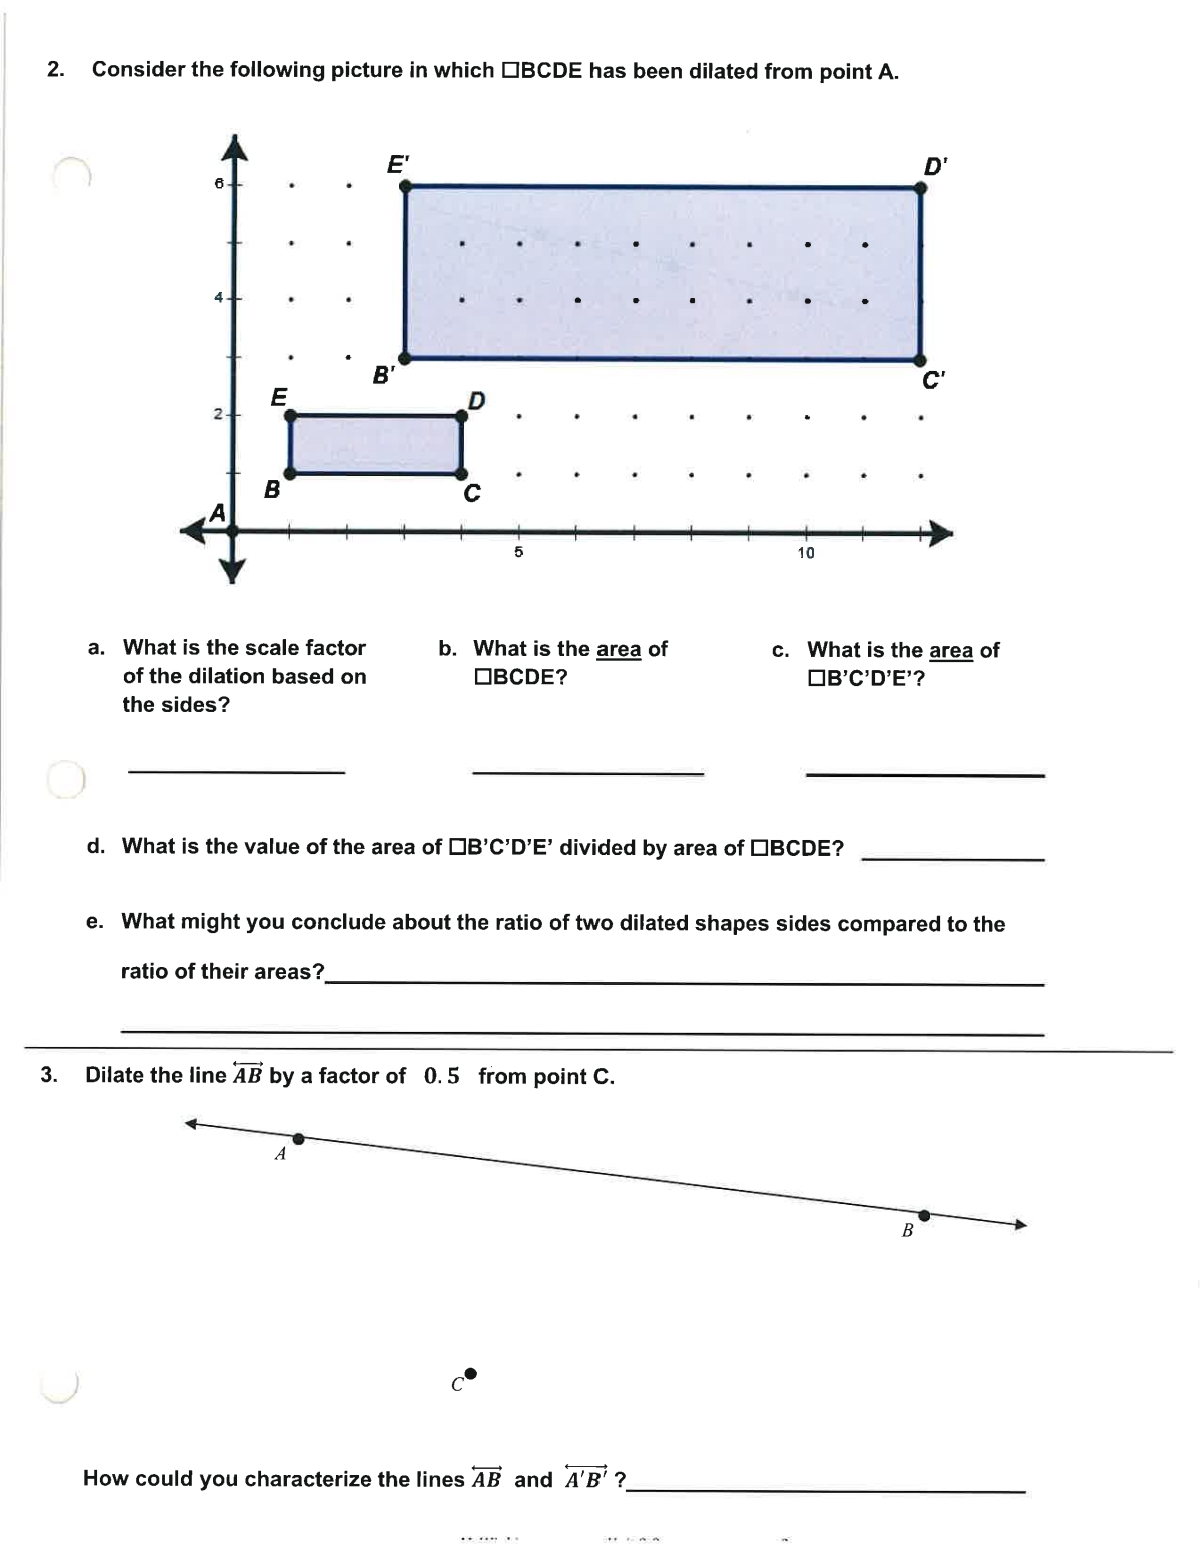 2. Consider the following picture in which □BCDE has been dilated from point A.
E'
D'
6
4
B'
C'
E
D
2
B
C
A
5
10
a. What is the scale factor
of the dilation based on
the sides?
b. What is the area of
□BCDE?
c. What is the area of
□B'C'D'E'?
d. What is the value of the area of □B'C'D'E' divided by area of □BCDE?
e. What might you conclude about the ratio of two dilated shapes sides compared to the
ratio of their areas?
3. Dilate the line AB by a factor of 0.5 from point C.
A
B
C
How could you characterize the lines AB and A'B' ?